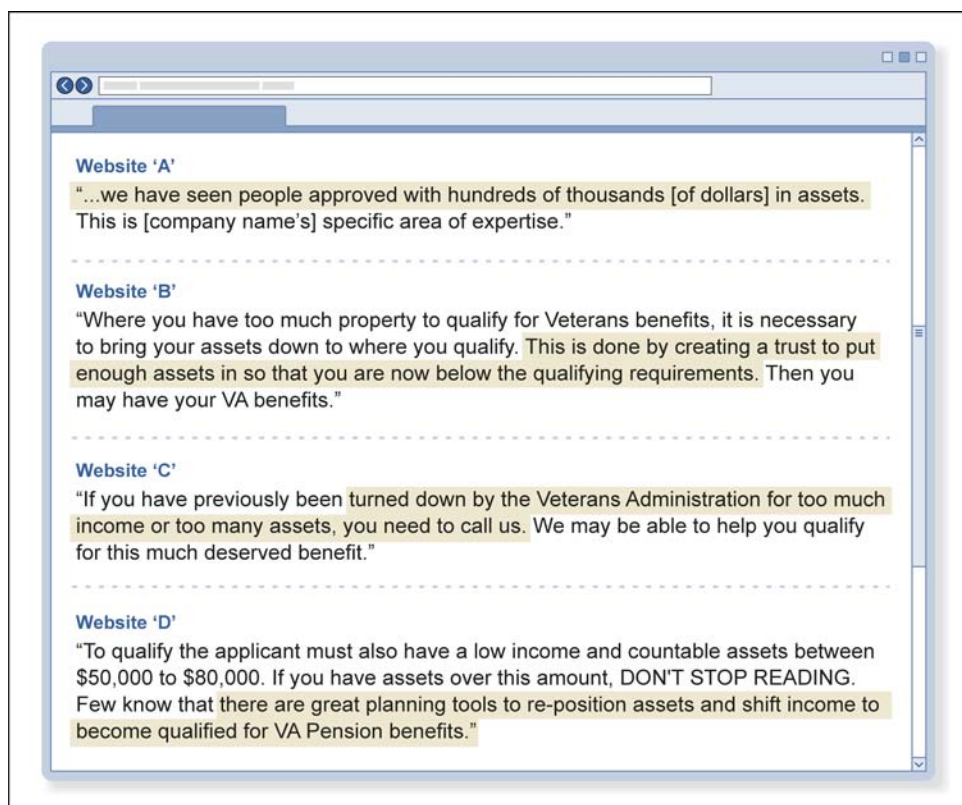 Website ‘A’
“...we have seen people approved with hundreds of thousands [of dollars] in assets.
This is [company name’s] specific area of expertise.”
Website ‘B’
“Where you have too much property to qualify for Veterans benefits, it is necessary
to bring your assets down to where you qualify. This is done by creating a trust to put
enough assets in so that you are now below the qualifying requirements. Then you
may have your VA benefits.”
Website ‘C’
“If you have previously been turned down by the Veterans Administration for too much
income or too many assets, you need to call us. We may be able to help you qualify
for this much deserved benefit.”
Website ‘D’
“To qualify the applicant must also have a low income and countable assets between
$50,000 to $80,000. If you have assets over this amount, DON'T STOP READING.
Few know that there are great planning tools to re-position assets and shift income to
become qualified for VA Pension benefits.”